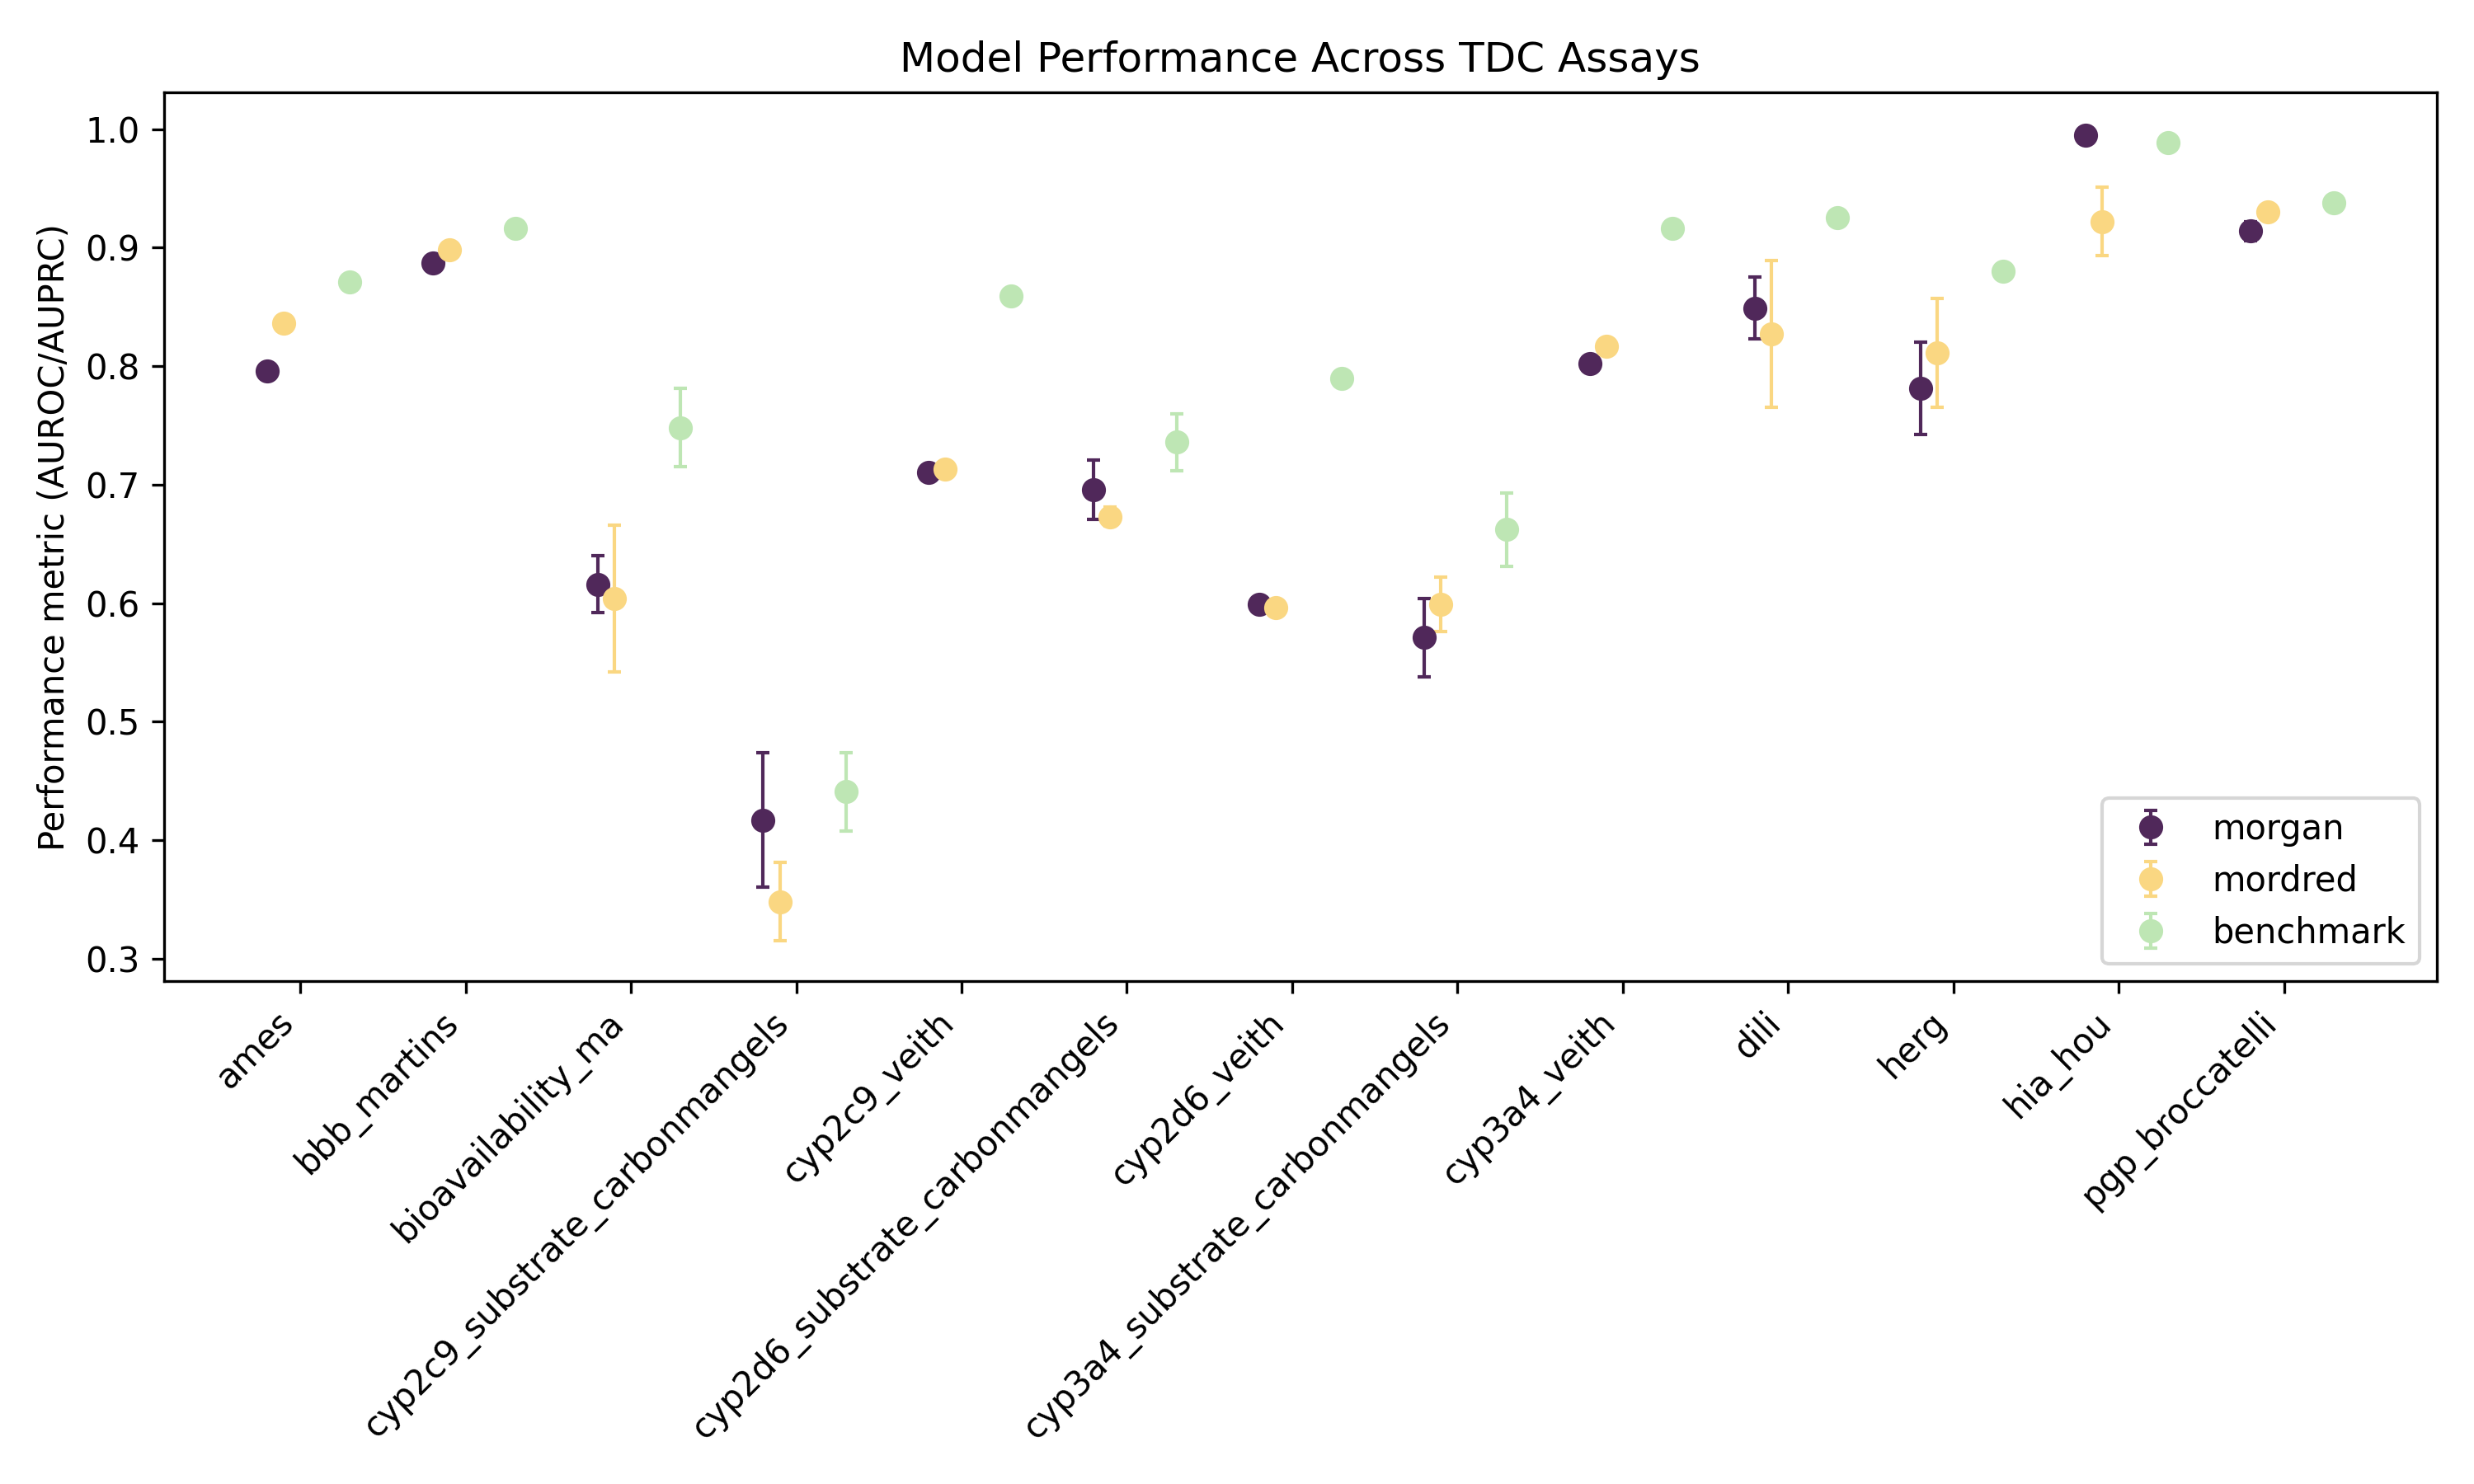 Model Performance Across TDC Assays
Performance metric (AUROC/AUPRC)
1.0
0.9
0.8
0.7
0.6
0.5
0.4
0.3
morgan
mordred
benchmark
ames
bbb_martins
bioavailability_ma
cyp2c9_substrate_carbonmangels
cyp2c9_veith
cyp2d6_substrate_carbonmangels
cyp2d6_veith
cyp3a4_substrate_carbonmangels
cyp3a4_veith
dili
herg
hia_hou
pgp_broccatelli